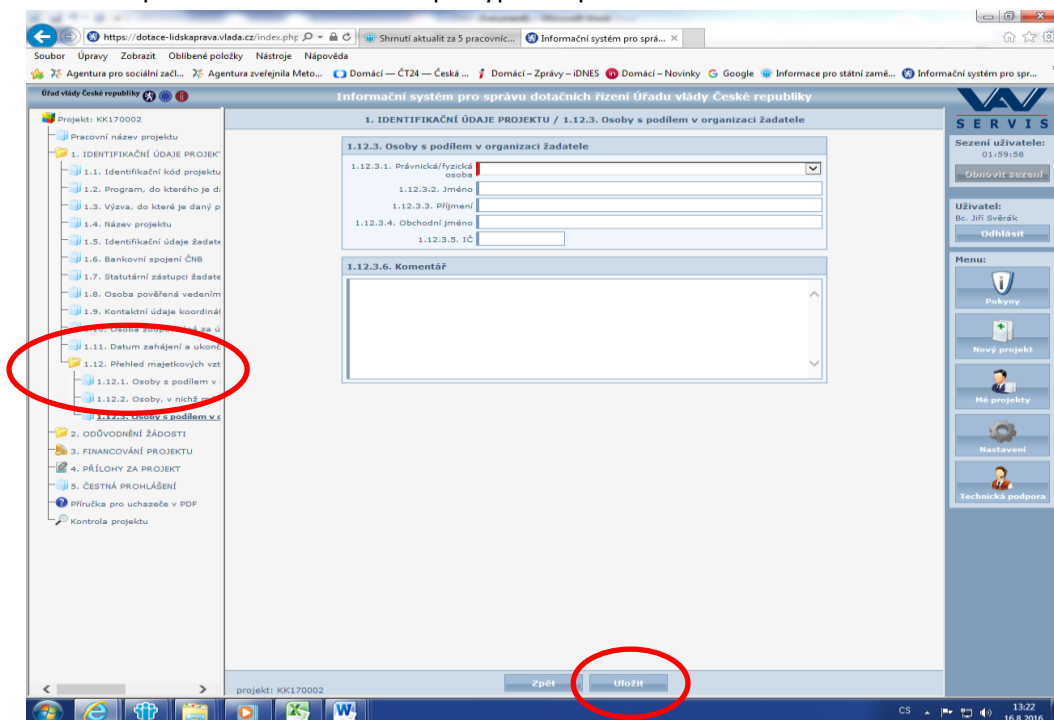 https://dotace-lidskaprava.vlada.cz/index.php
Shrnutí aktualit za 5 pracovníc...
Informační systém pro sprá...
Soubor Úpravy Zobrazit Oblíbené položky Nástroje Nápověda
Agentura pro sociální začl...
Agentura zveřejnila Meto...
Domácí — ČT24 — Česká ...
Domácí – Zprávy – iDNES
Domácí – Novinky
Google
Informace pro státní zamě...
Informační systém pro spr...
Úřad vlády České republiky
Informační systém pro správu dotačních řízení Úřadu vlády České republiky
VAV
SERVIS
Projekt: KK170002
Pracovní název projektu
1. IDENTIFIKAČNÍ ÚDAJE PROJEK
1.1. Identifikační kód projektu
1.2. Program, do kterého je d
1.3. Výzva, do které je daný p
1.4. Název projektu
1.5. Identifikační údaje žadate
1.6. Bankovní spojení ČNB
1.7. Statutární zástupci žadate
1.8. Osoba pověřená vedením
1.9. Kontaktní údaje koordinát
1.10. Osoba zodpovědná za ú
1.11. Datum zahájení a ukonč
1.12. Přehled majetkových vzt
1.12.1. Osoby s podílem v
1.12.2. Osoby, v nichž
1.12.3. Osoby s podílem v o
2. ODŮVODNĚNÍ ŽÁDOSTI
3. FINANCOVÁNÍ PROJEKTU
4. PŘÍLOHY ZA PROJEKT
5. ČESTNÁ PROHLÁŠENÍ
Příručka pro uchazeče v PDF
Kontrola projektu
1. IDENTIFIKAČNÍ ÚDAJE PROJEKTU / 1.12.3. Osoby s podílem v organizaci žadatele
1.12.3. Osoby s podílem v organizaci žadatele
1.12.3.1. Právnická/fyzická
osoba
1.12.3.2. Jméno
1.12.3.3. Příjmení
1.12.3.4. Obchodní jméno
1.12.3.5. IČ
1.12.3.6. Komentář
Sezení uživatele:
01:59:58
Obnovit sezení
Uživatel:
Bc. Jiří Svěrák
Odhlásit
Menu:
Pokyny
Nový projekt
Mé projekty
Nastavení
Technická podpora
projekt: KK170002
Zpět
Uložit
CS
13:22
16.8.2016